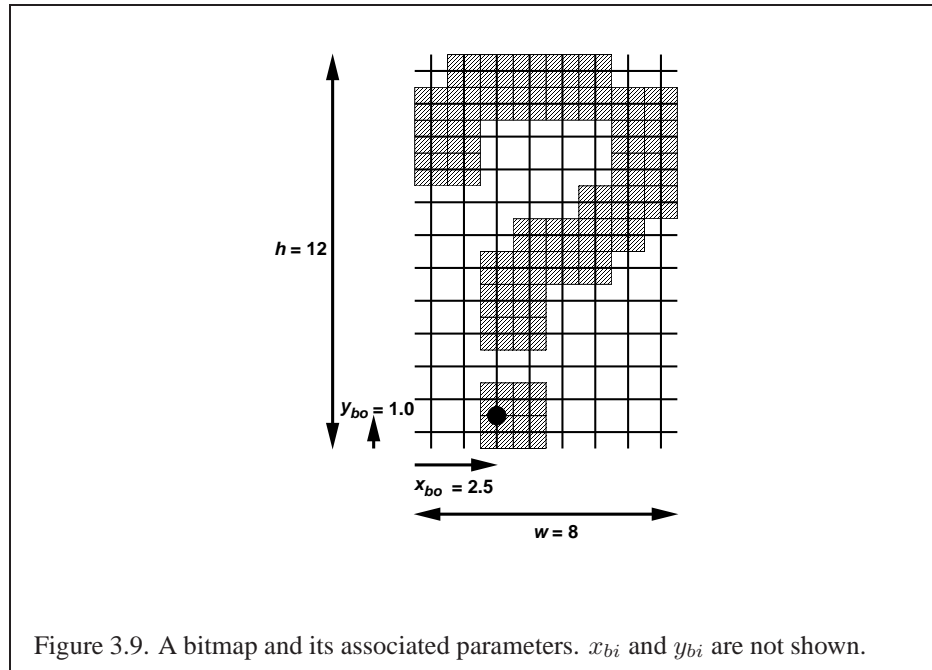 h = 12
y_bo = 1.0
x_bo = 2.5
w = 8
Figure 3.9. A bitmap and its associated parameters. x_bi and y_bi are not shown.